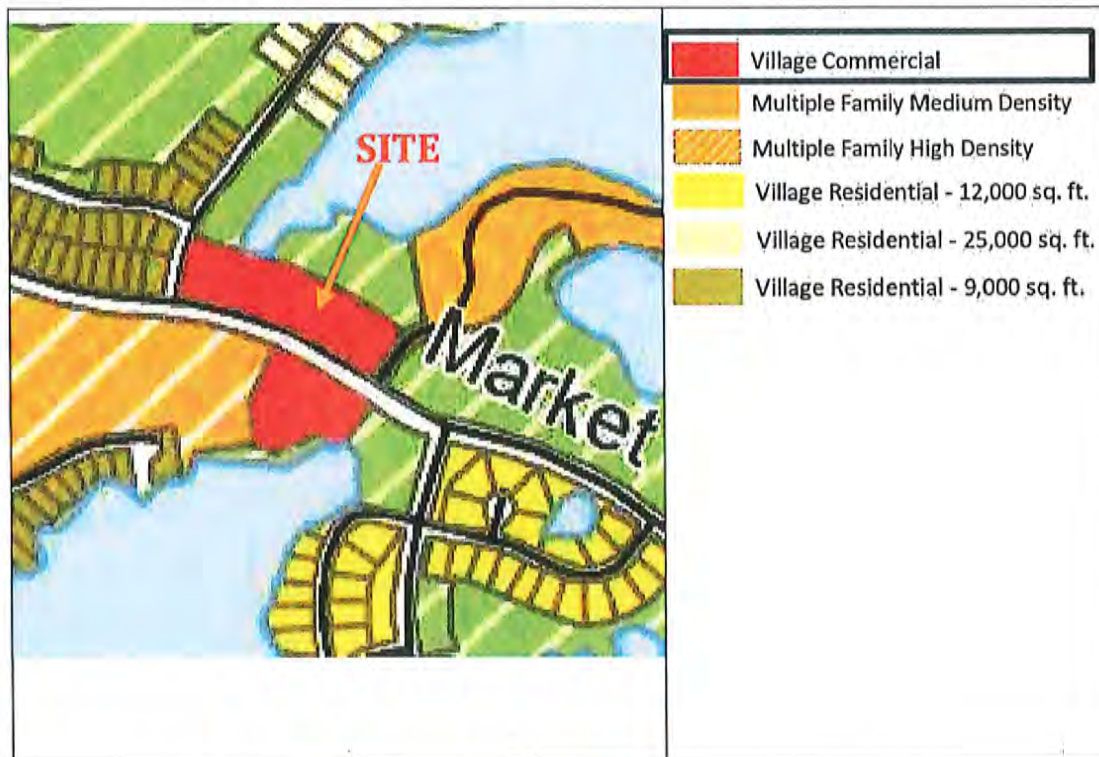 SITE
Market
Village Commercial
Multiple Family Medium Density
Multiple Family High Density
Village Residential - 12,000 sq. ft.
Village Residential - 25,000 sq. ft.
Village Residential - 9,000 sq. ft.